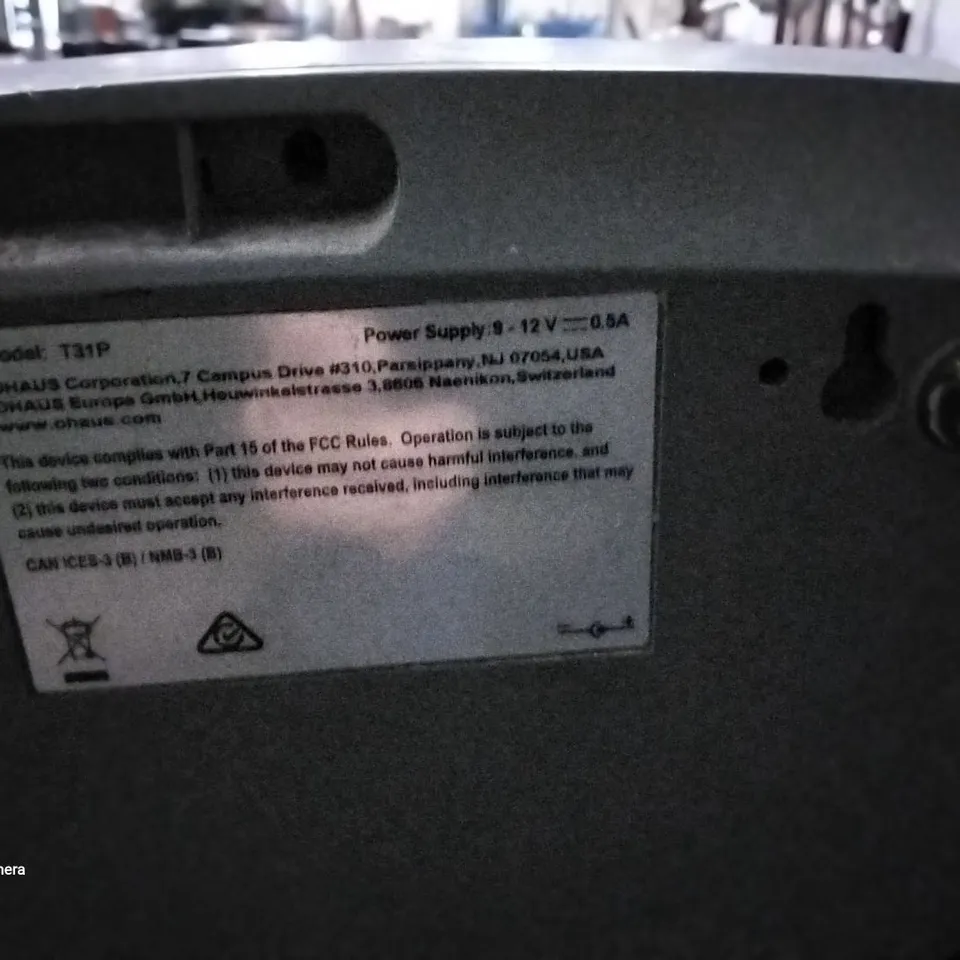 odel: T31P
Power Supply:9 - 12 V 0.5A
OHAUS Corporation,7 Campus Drive #310,Parsippany,NJ 07054,USA
OHAUS Europe GmbH,Heuwinkelstrasse 3,8606 Naenikon,Switzerland
www.ohaus.com
This device complies with Part 15 of the FCC Rules. Operation is subject to the
following two conditions: (1) this device may not cause harmful interference, and
(2) this device must accept any interference received, including interference that may
cause undesired operation.
CAN ICES-3 (B) / NMB-3 (B)
nera